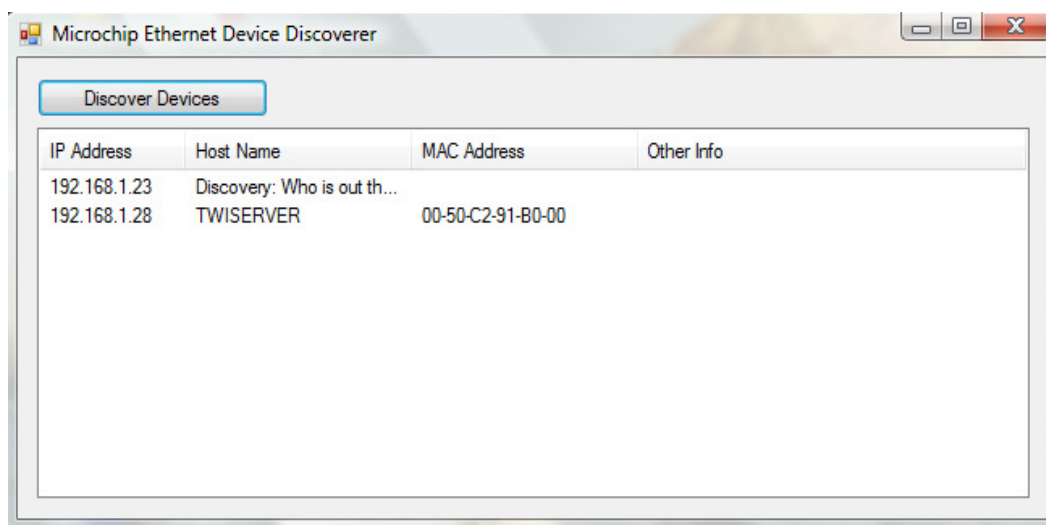 Microchip Ethernet Device Discoverer
Discover Devices
IP Address Host Name MAC Address Other Info
192.168.1.23 Discovery: Who is out th...
192.168.1.28 TWISERVER 00-50-C2-91-B0-00